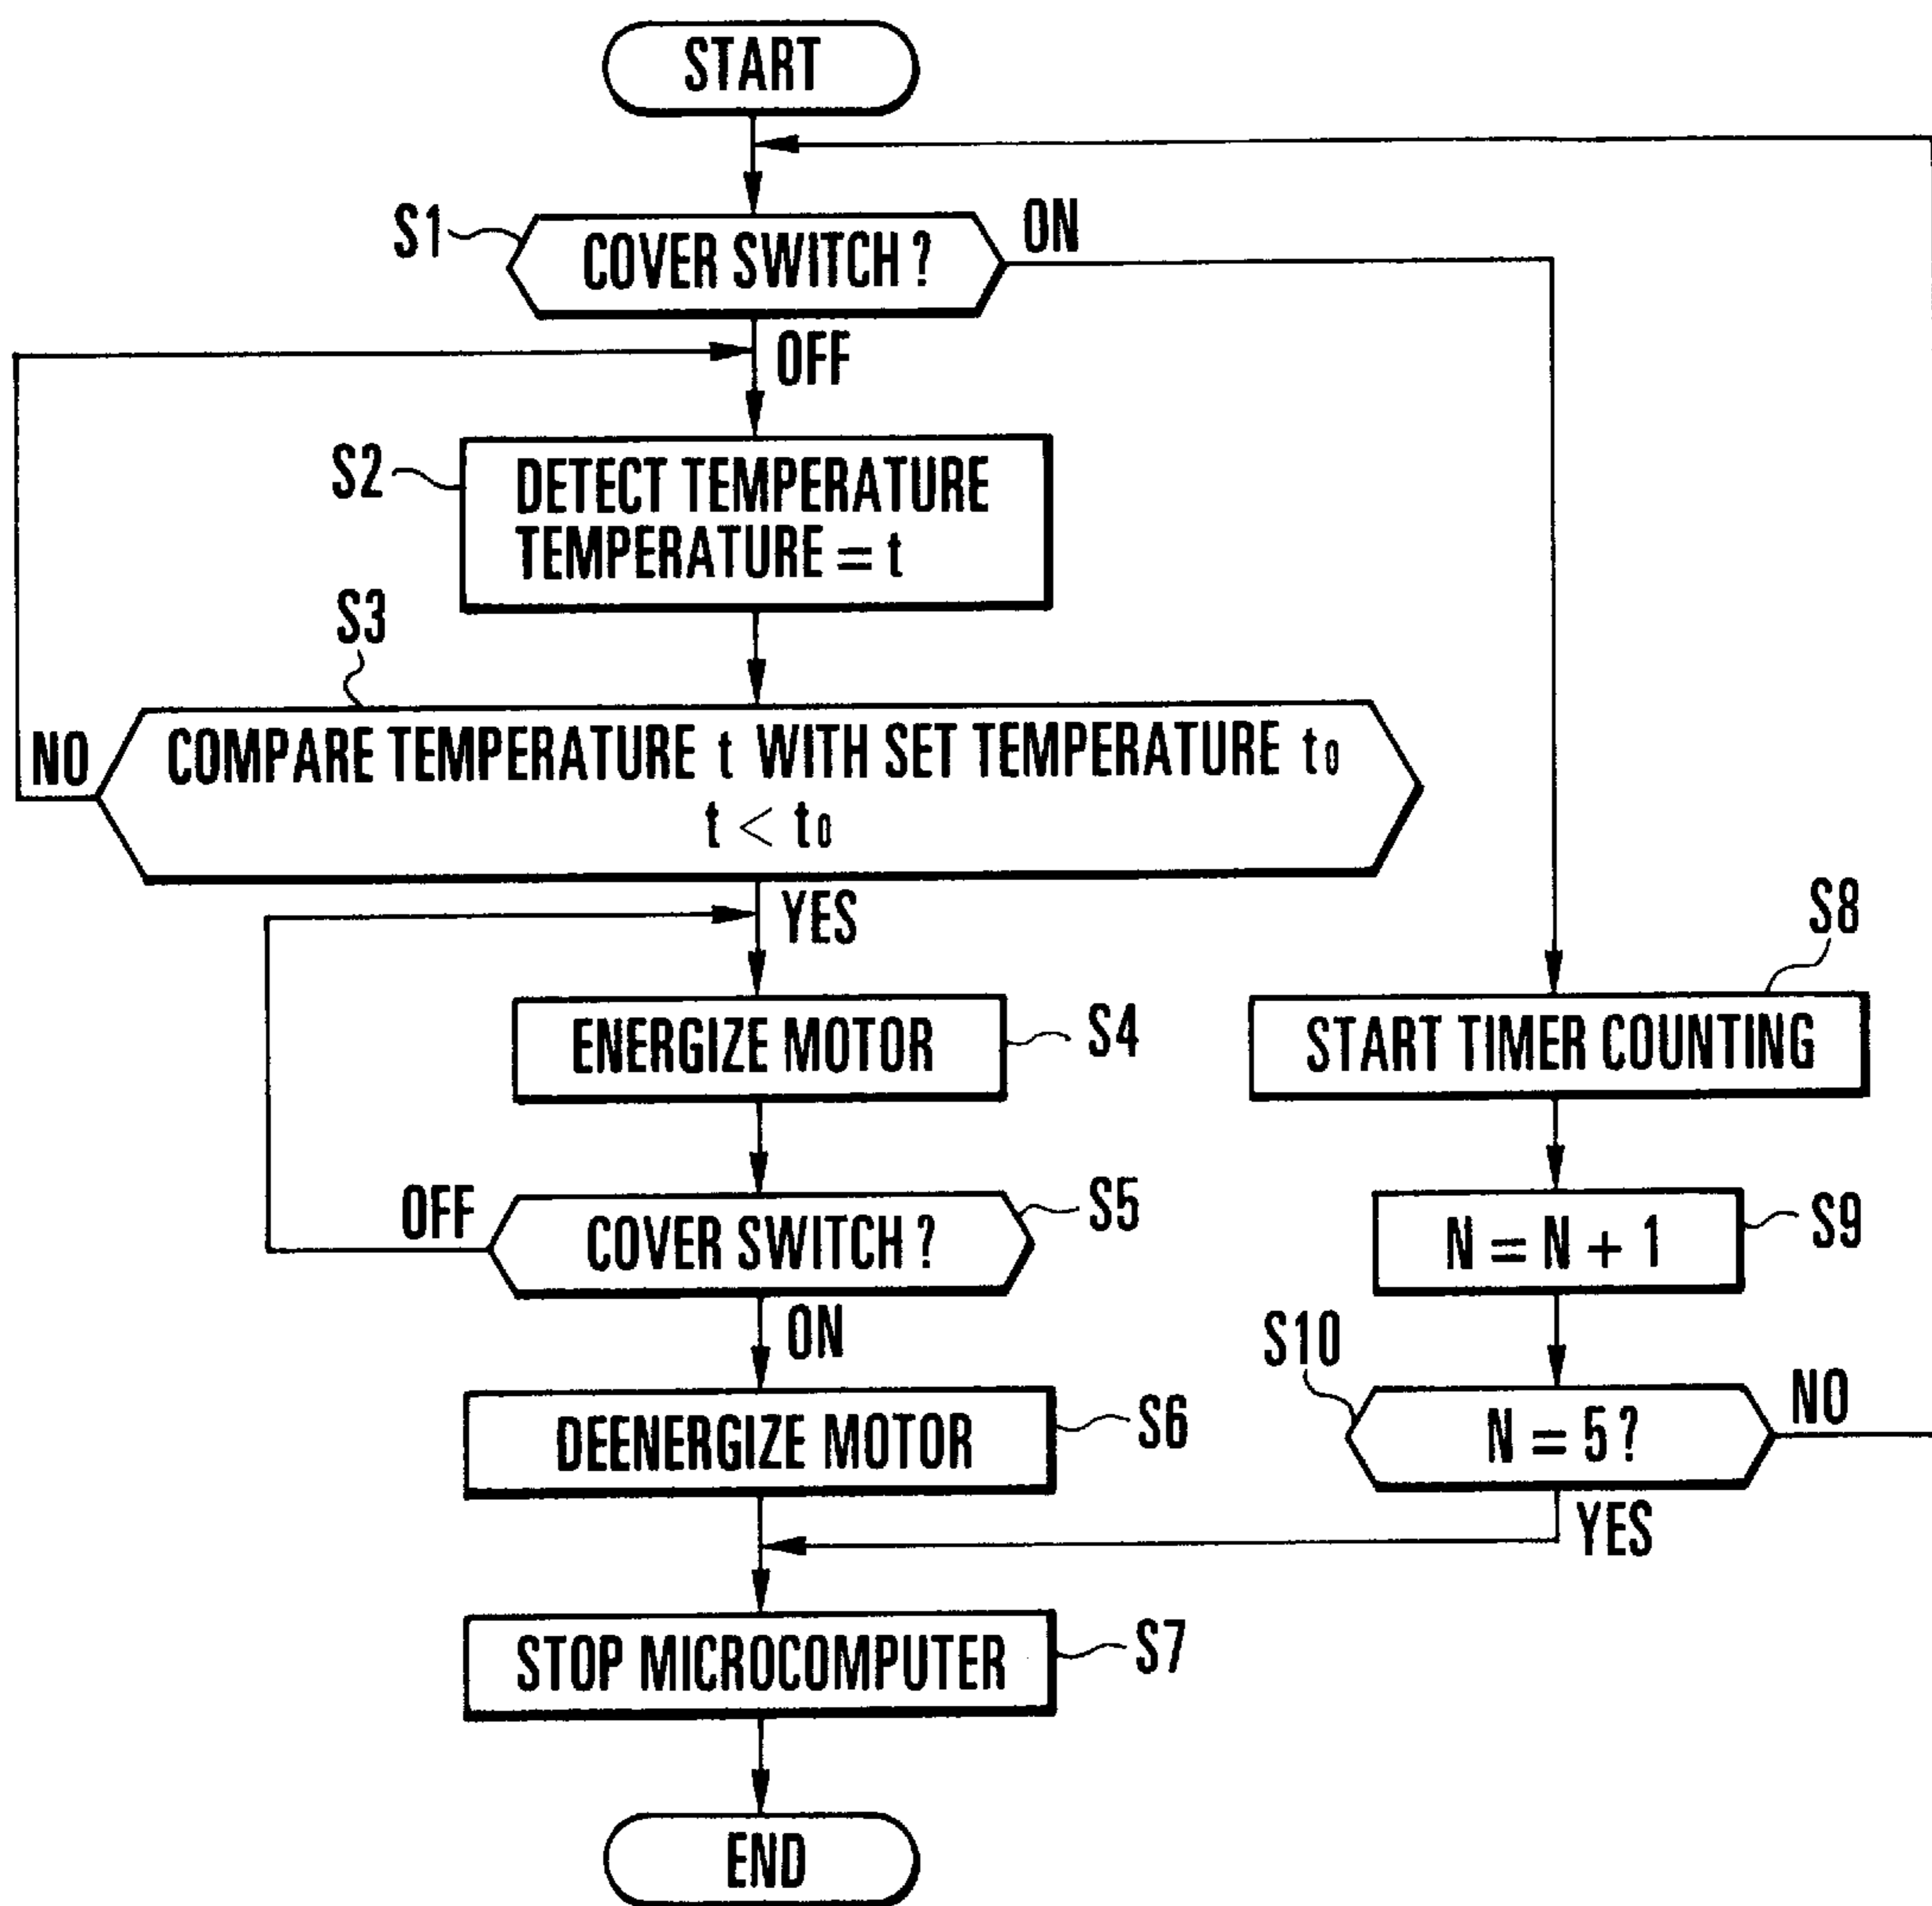 START
S1
COVER SWITCH?
ON
OFF
S2
DETECT TEMPERATURE
TEMPERATURE = t
S3
NO
COMPARE TEMPERATURE t WITH SET TEMPERATURE t0
t < t0
YES
S8
ENERGIZE MOTOR
S4
START TIMER COUNTING
OFF
COVER SWITCH?
S5
N = N + 1
S9
ON
S10
DEENERGIZE MOTOR
S6
N = 5?
NO
YES
STOP MICROCOMPUTER
S7
END